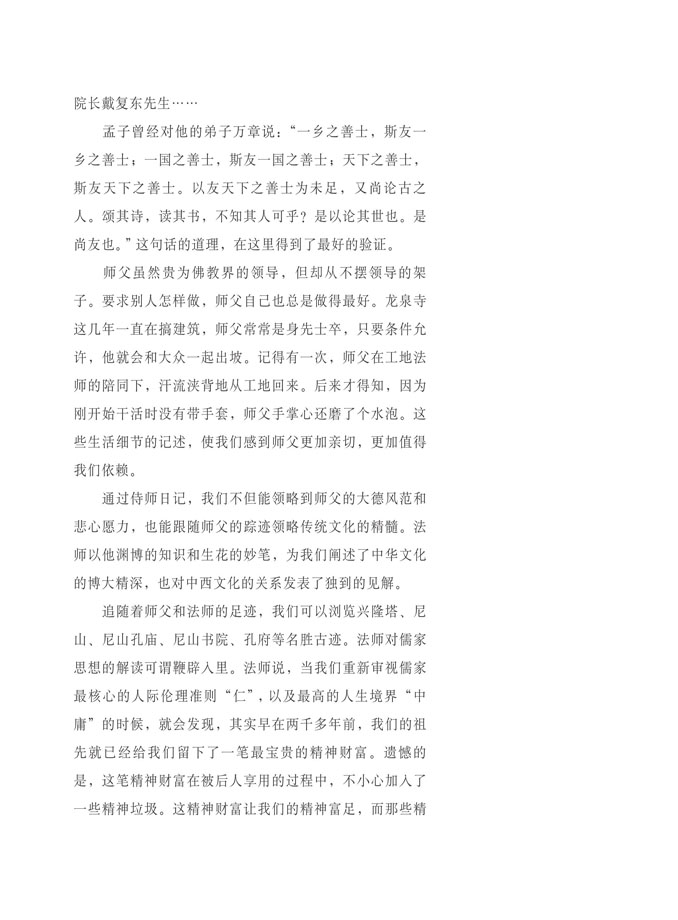 院长戴复东先生……
孟子曾经对他的弟子万章说：“一乡之善士，斯友一
乡之善士；一国之善士，斯友一国之善士；天下之善士，
斯友天下之善士。以友天下之善士为未足，又尚论古之
人。颂其诗，读其书，不知其人可乎？是以论其世也。是
尚友也。”这句话的道理，在这里得到了最好的验证。
师父虽然贵为佛教界的领导，但却从不摆领导的架
子。要求别人怎样做，师父自己也总是做得最好。龙泉寺
这几年一直在搞建筑，师父常常是身先士卒，只要条件允
许，他就会和大众一起出坡。记得有一次，师父在工地法
师的陪同下，汗流浃背地从工地回来。后来才得知，因为
刚开始干活时没有带手套，师父手掌心还磨了个水泡。这
些生活细节的记述，使我们感到师父更加亲切，更加值得
我们依赖。
通过侍师日记，我们不但能领略到师父的大德风范和
悲心愿力，也能跟随师父的踪迹领略传统文化的精髓。法
师以他渊博的知识和生花的妙笔，为我们阐述了中华文化
的博大精深，也对中西文化的关系发表了独到的见解。
追随着师父和法师的足迹，我们可以浏览兴隆塔、尼
山、尼山孔庙、尼山书院、孔府等名胜古迹。法师对儒家
思想的解读可谓鞭辟入里。法师说，当我们重新审视儒家
最核心的人际伦理准则“仁”，以及最高的人生境界“中
庸”的时候，就会发现，其实早在两千多年前，我们的祖
先就已经给我们留下了一笔最宝贵的精神财富。遗憾的
是，这笔精神财富在被后人享用的过程中，不小心加入了
一些精神垃圾。这精神财富让我们的精神富足，而那些精